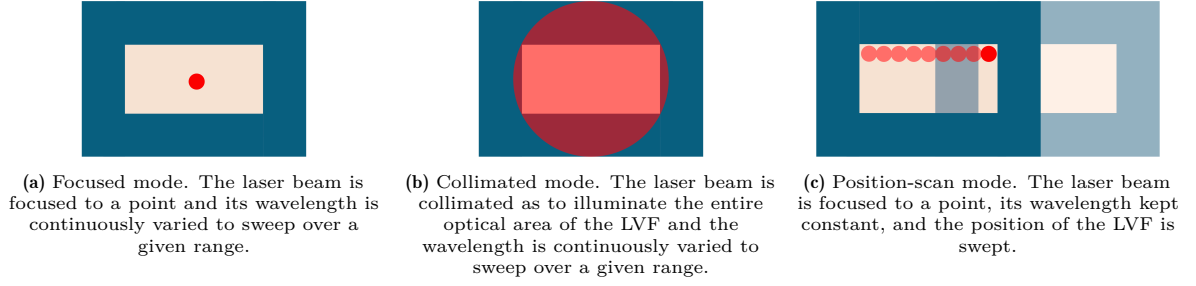 (a) Focused mode. The laser beam is
focused to a point and its wavelength is
continuously varied to sweep over a
given range.
(b) Collimated mode. The laser beam is
collimated as to illuminate the entire
optical area of the LVF and the
wavelength is continuously varied to
sweep over a given range.
(c) Position-scan mode. The laser beam
is focused to a point, its wavelength kept
constant, and the position of the LVF is
swept.